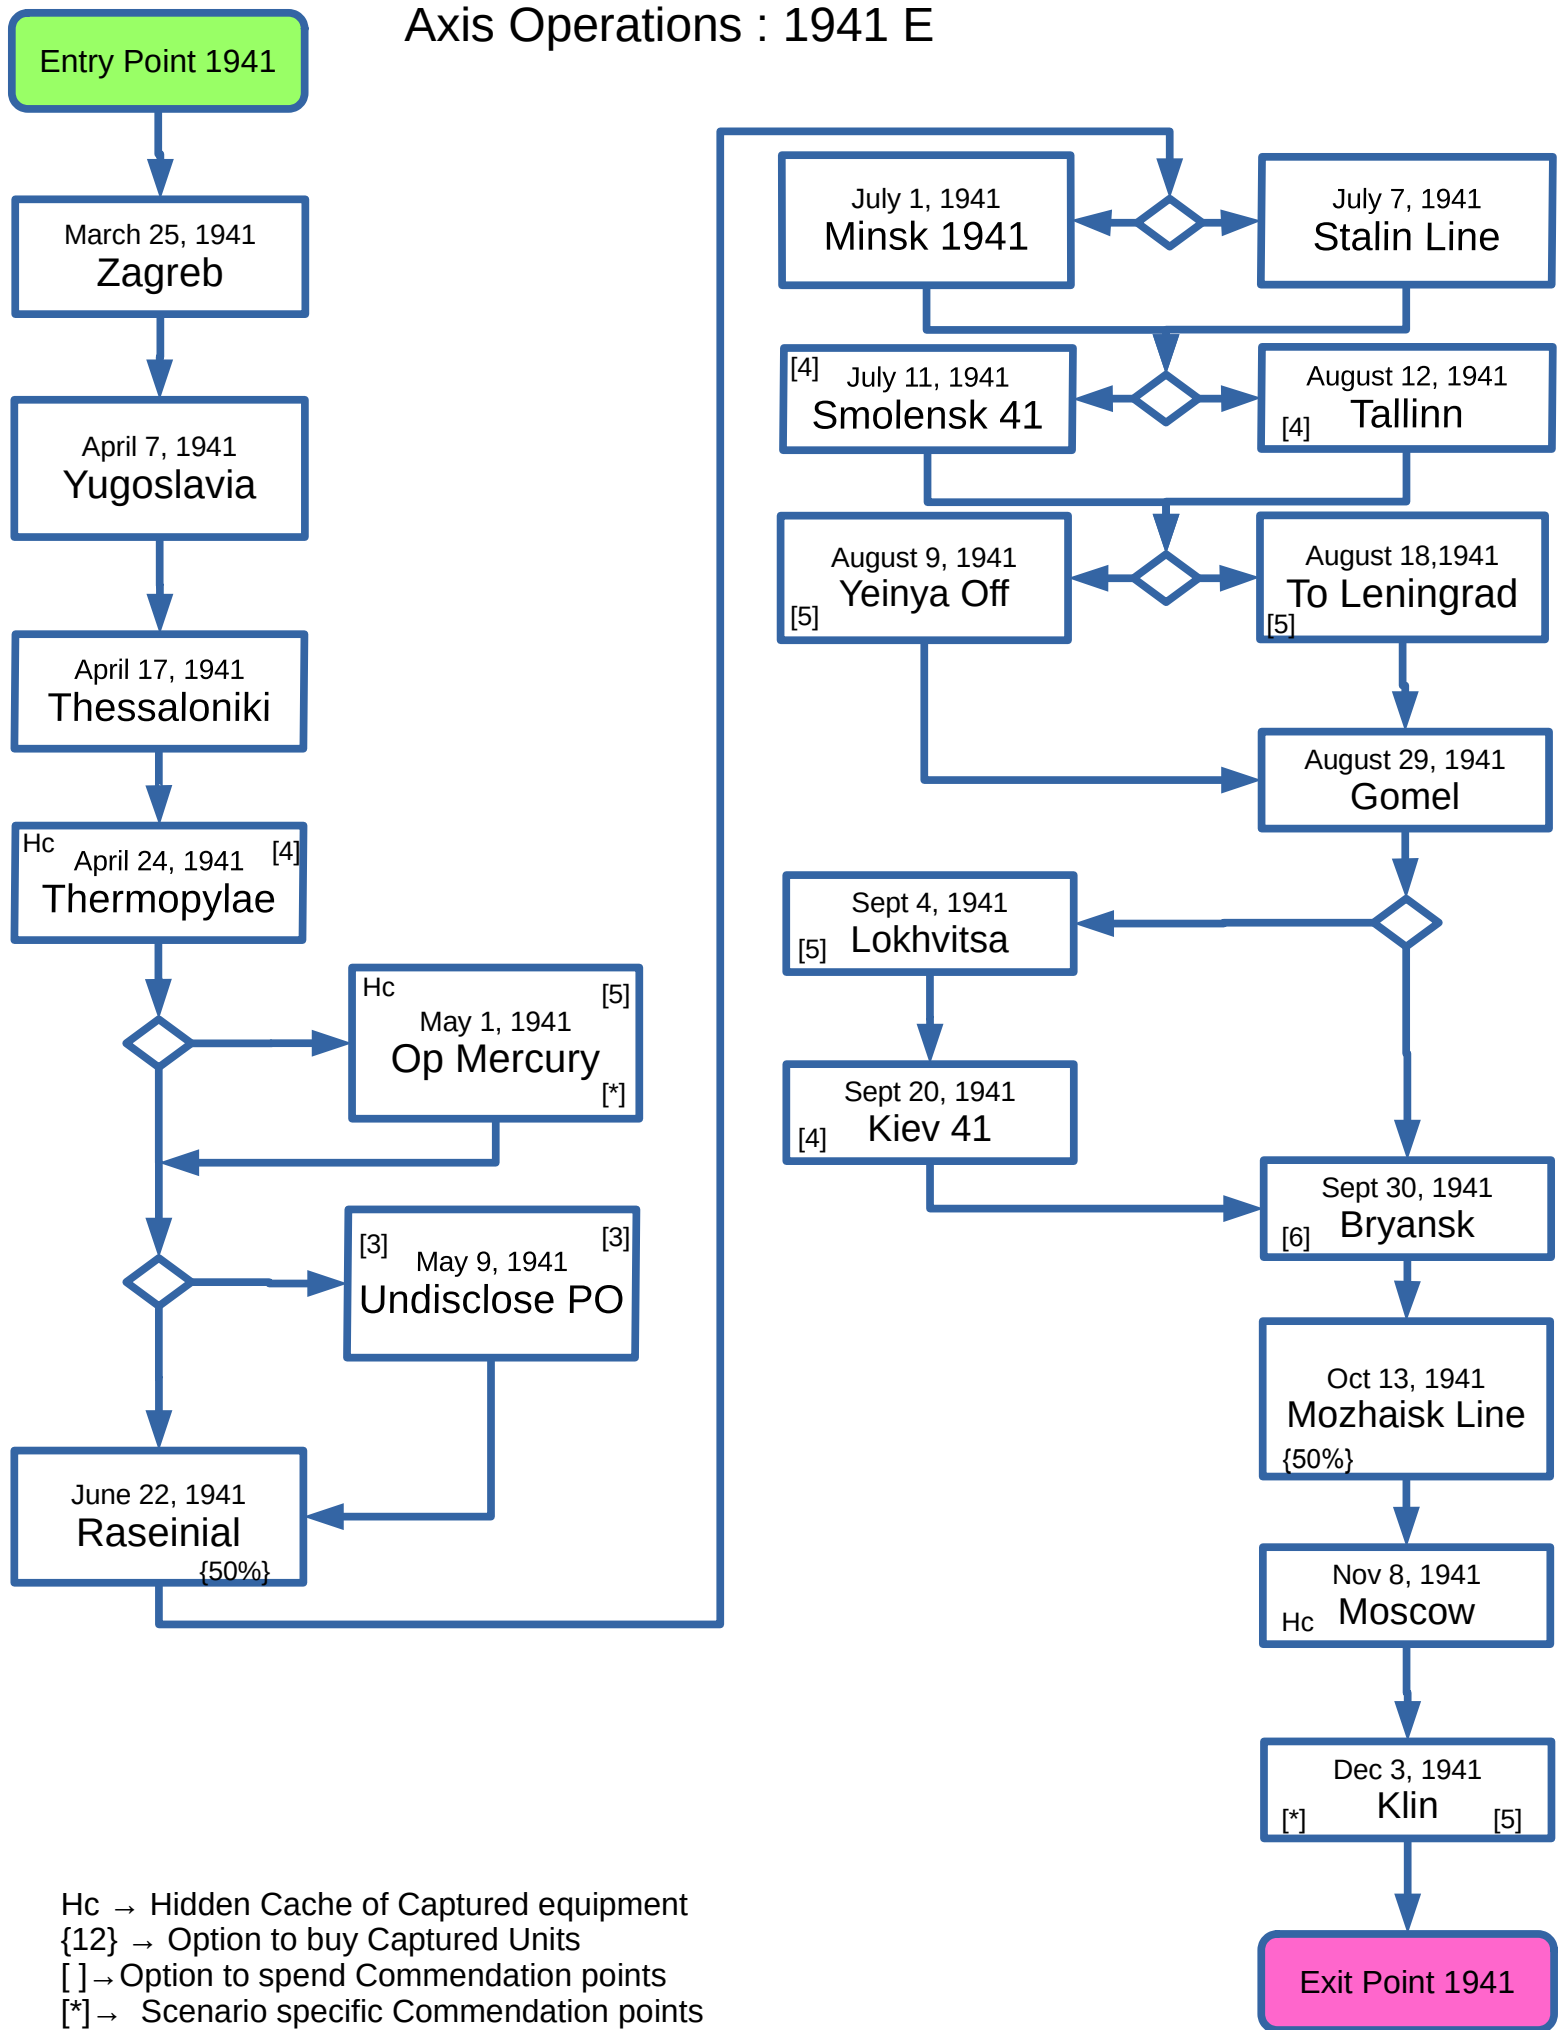 Axis Operations : 1941 E
Entry Point 1941
March 25, 1941
Zagreb
April 7, 1941
Yugoslavia
April 17, 1941
Thessaloniki
Hc
[4]
April 24, 1941
Thermopylae
Hc
[5]
May 1, 1941
Op Mercury
[*]
[3]
[3]
May 9, 1941
Undisclose PO
June 22, 1941
Raseinial
{50%}
July 1, 1941
Minsk 1941
July 7, 1941
Stalin Line
[4]
July 11, 1941
Smolensk 41
August 12, 1941
Tallinn
[4]
August 9, 1941
Yeinya Off
[5]
August 18,1941
To Leningrad
[5]
August 29, 1941
Gomel
Sept 4, 1941
Lokhvitsa
[5]
Sept 20, 1941
Kiev 41
[4]
Sept 30, 1941
Bryansk
[6]
Oct 13, 1941
Mozhaisk Line
{50%}
Nov 8, 1941
Moscow
Hc
Dec 3, 1941
Klin
[*]
[5]
Exit Point 1941
Hc → Hidden Cache of Captured equipment
{12} → Option to buy Captured Units
[ ]→Option to spend Commendation points
[*]→ Scenario specific Commendation points